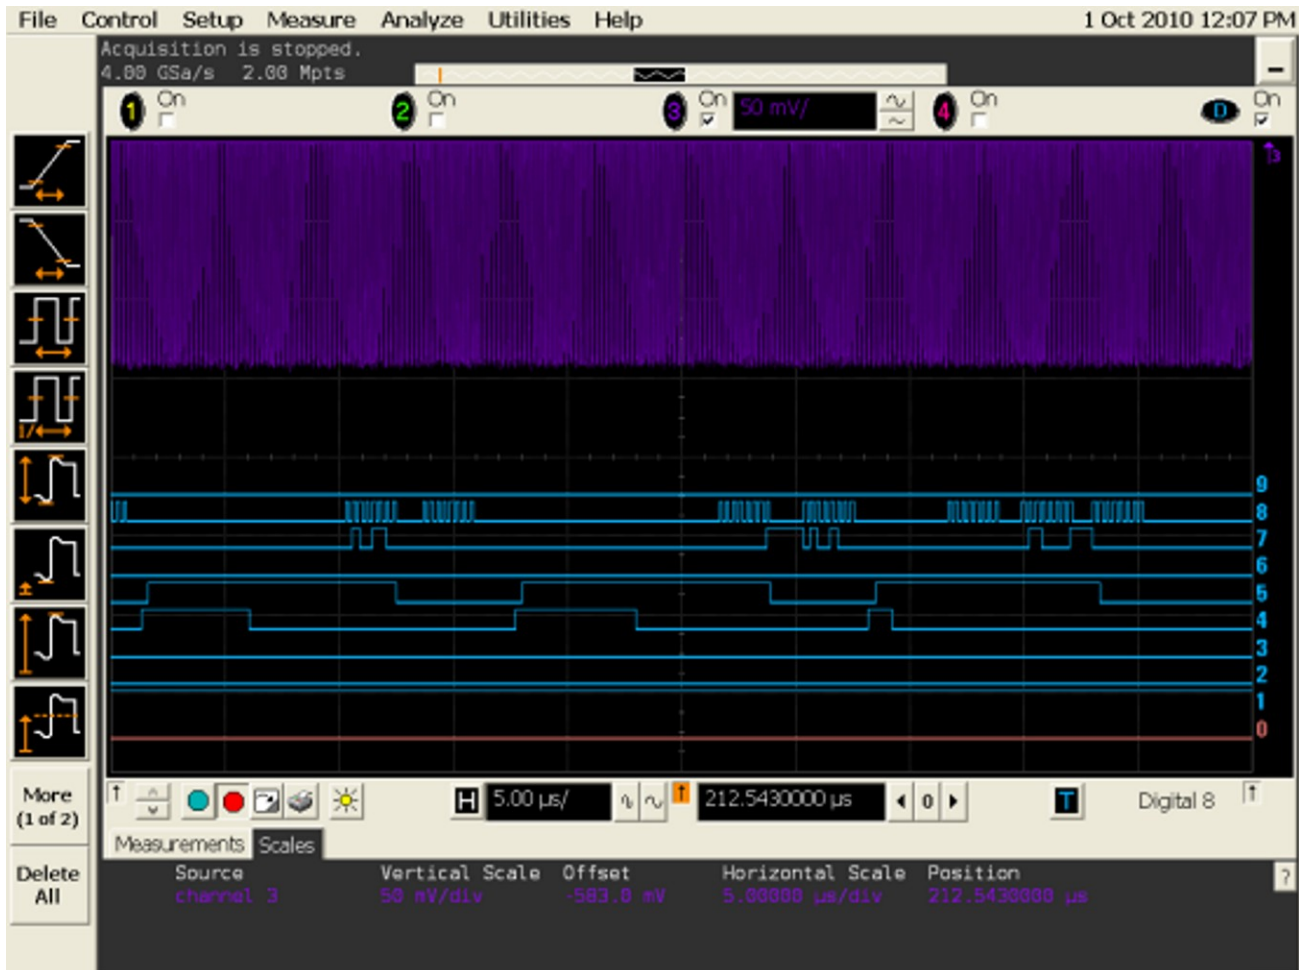 File Control Setup Measure Analyze Utilities Help 1 Oct 2010 12:07 PM
Acquisition is stopped.
4.00 GSa/s 2.00 Mpts
1 On 2 On 3 On 50 mV/ 4 On D On
3
9
8
7
6
5
4
3
2
1
0
1/
More
(1 of 2)
Delete
All
H 5.00 µs/ 212.5430000 µs 0 T Digital 8
Measurements Scales
Source Vertical Scale Offset Horizontal Scale Position
channel 3 50 mV/div -583.0 mV 5.00000 µs/div 212.5430000 µs
?